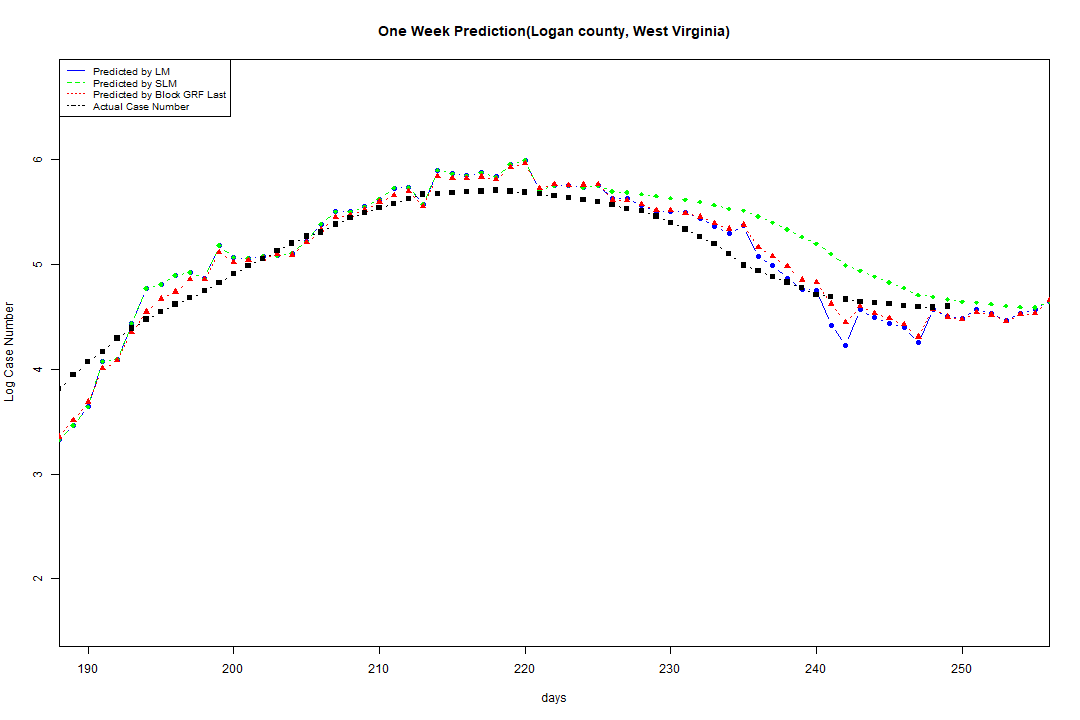 One Week Prediction(Logan county, West Virginia)
Predicted by LM
Predicted by SLM
Predicted by Block GRF Last
Actual Case Number
6
5
4
3
2
Log Case Number
190 200 210 220 230 240 250
days